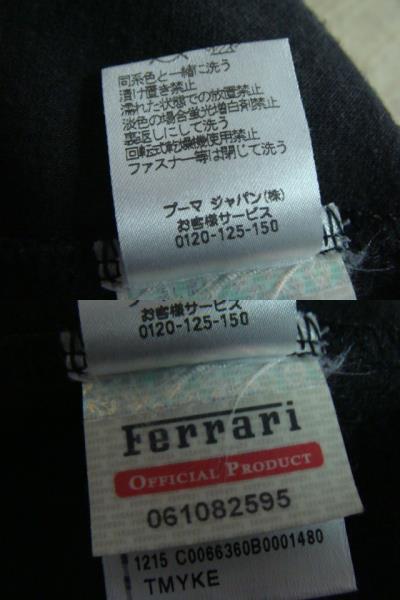 同系色と一緒に洗う
漬け置き禁止
濡れた状態での放置禁止
淡色の場合蛍光増白剤禁止
裏返しにして洗う
回転式乾燥機使用禁止
ファスナー等は閉じて洗う
プーマ ジャパン(株)
お客様サービス
0120-125-150
お客様サービス
0120-125-150
Ferrari
OFFICIAL PRODUCT
061082595
1215 C0066360B0001480
TMYKE